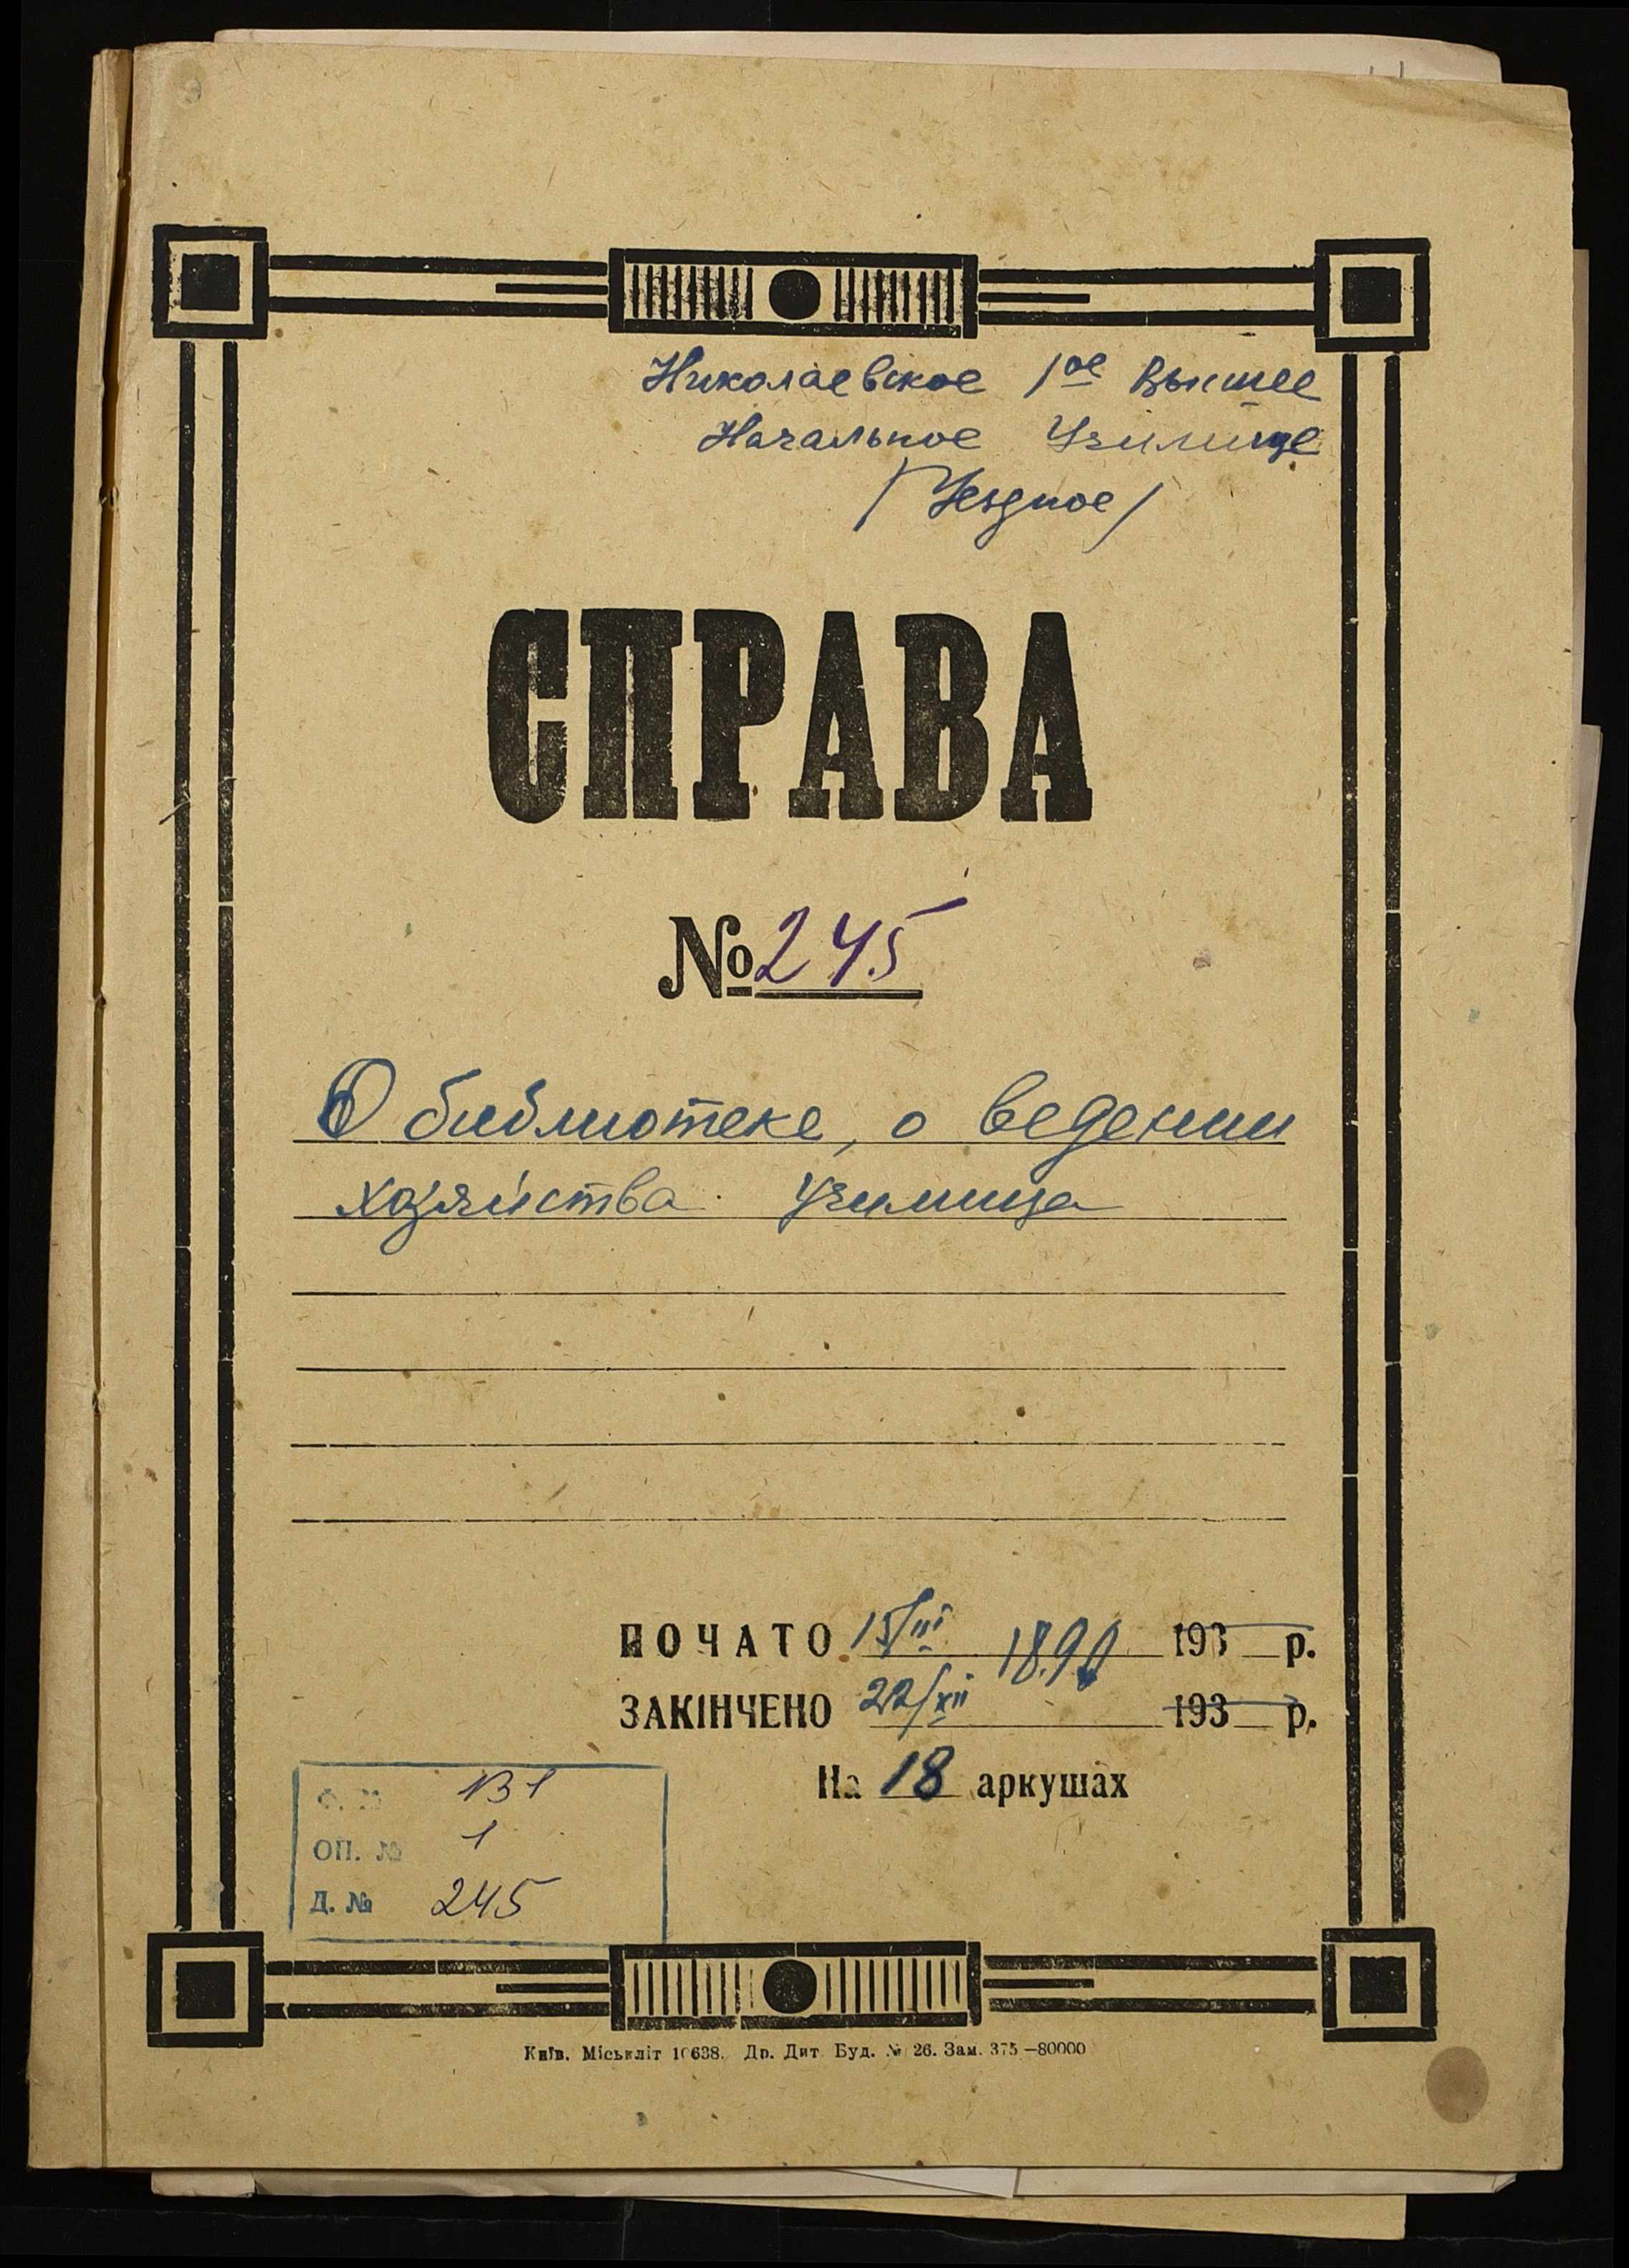 Николаевское 1ое Высшее
Начальное Училище
/Уездное/
СПРАВА
№ 245
О библиотеке, о ведении
хозяйства училища
ПОЧАТО 15/III 1890 193 р.
ЗАКІНЧЕНО 22/XII 193 р.
На 18 аркушах
Ф. № 131
ОП. № 1
Д. № 245
Київ. Міськліт 10638. Др. Дит. Буд. № 26. Зам. 375—80000